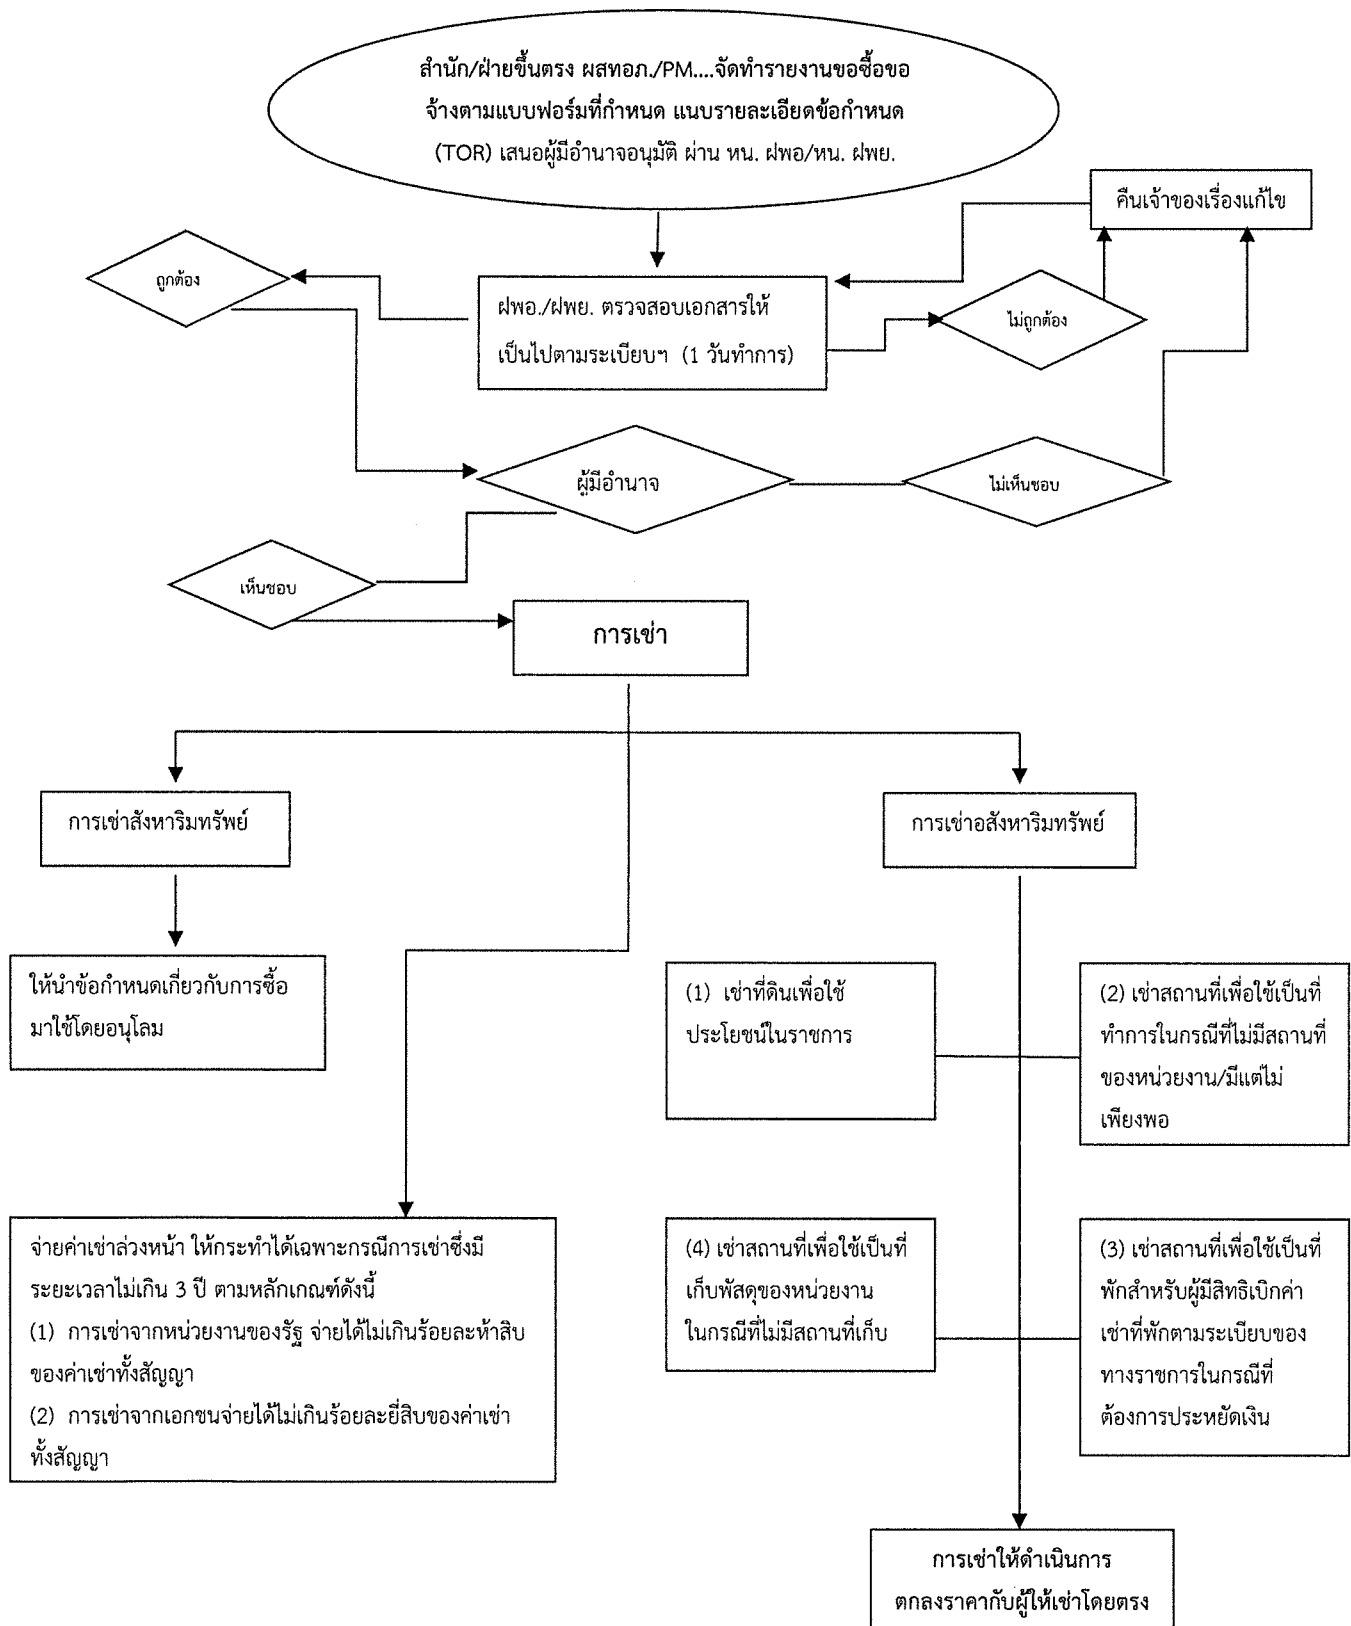 สำนัก/ฝ่ายขึ้นตรง ผสทอภ./PM....จัดทำรายงานขอซื้อขอ
จ้างตามแบบฟอร์มที่กำหนด แนบรายละเอียดข้อกำหนด
(TOR) เสนอผู้มีอำนาจอนุมัติ ผ่าน หน. ฝพอ/หน. ฝพย.
คืนเจ้าของเรื่องแก้ไข
ถูกต้อง
ฝพอ./ฝพย. ตรวจสอบเอกสารให้
เป็นไปตามระเบียบฯ (1 วันทำการ)
ไม่ถูกต้อง
ผู้มีอำนาจ
ไม่เห็นชอบ
เห็นชอบ
การเช่า
การเช่าสังหาริมทรัพย์
การเช่าอสังหาริมทรัพย์
ให้นำข้อกำหนดเกี่ยวกับการซื้อ
มาใช้โดยอนุโลม
(1) เช่าที่ดินเพื่อใช้
ประโยชน์ในราชการ
(2) เช่าสถานที่เพื่อใช้เป็นที่
ทำการในกรณีที่ไม่มีสถานที่
ของหน่วยงาน/มีแต่ไม่
เพียงพอ
จ่ายค่าเช่าล่วงหน้า ให้กระทำได้เฉพาะกรณีการเช่าซึ่งมี
ระยะเวลาไม่เกิน 3 ปี ตามหลักเกณฑ์ดังนี้
(1) การเช่าจากหน่วยงานของรัฐ จ่ายได้ไม่เกินร้อยละห้าสิบ
ของค่าเช่าทั้งสัญญา
(2) การเช่าจากเอกชนจ่ายได้ไม่เกินร้อยละยี่สิบของค่าเช่า
ทั้งสัญญา
(4) เช่าสถานที่เพื่อใช้เป็นที่
เก็บพัสดุของหน่วยงาน
ในกรณีที่ไม่มีสถานที่เก็บ
(3) เช่าสถานที่เพื่อใช้เป็นที่
พักสำหรับผู้มีสิทธิเบิกค่า
เช่าที่พักตามระเบียบของ
ทางราชการในกรณีที่
ต้องการประหยัดเงิน
การเช่าให้ดำเนินการ
ตกลงราคากับผู้ให้เช่าโดยตรง